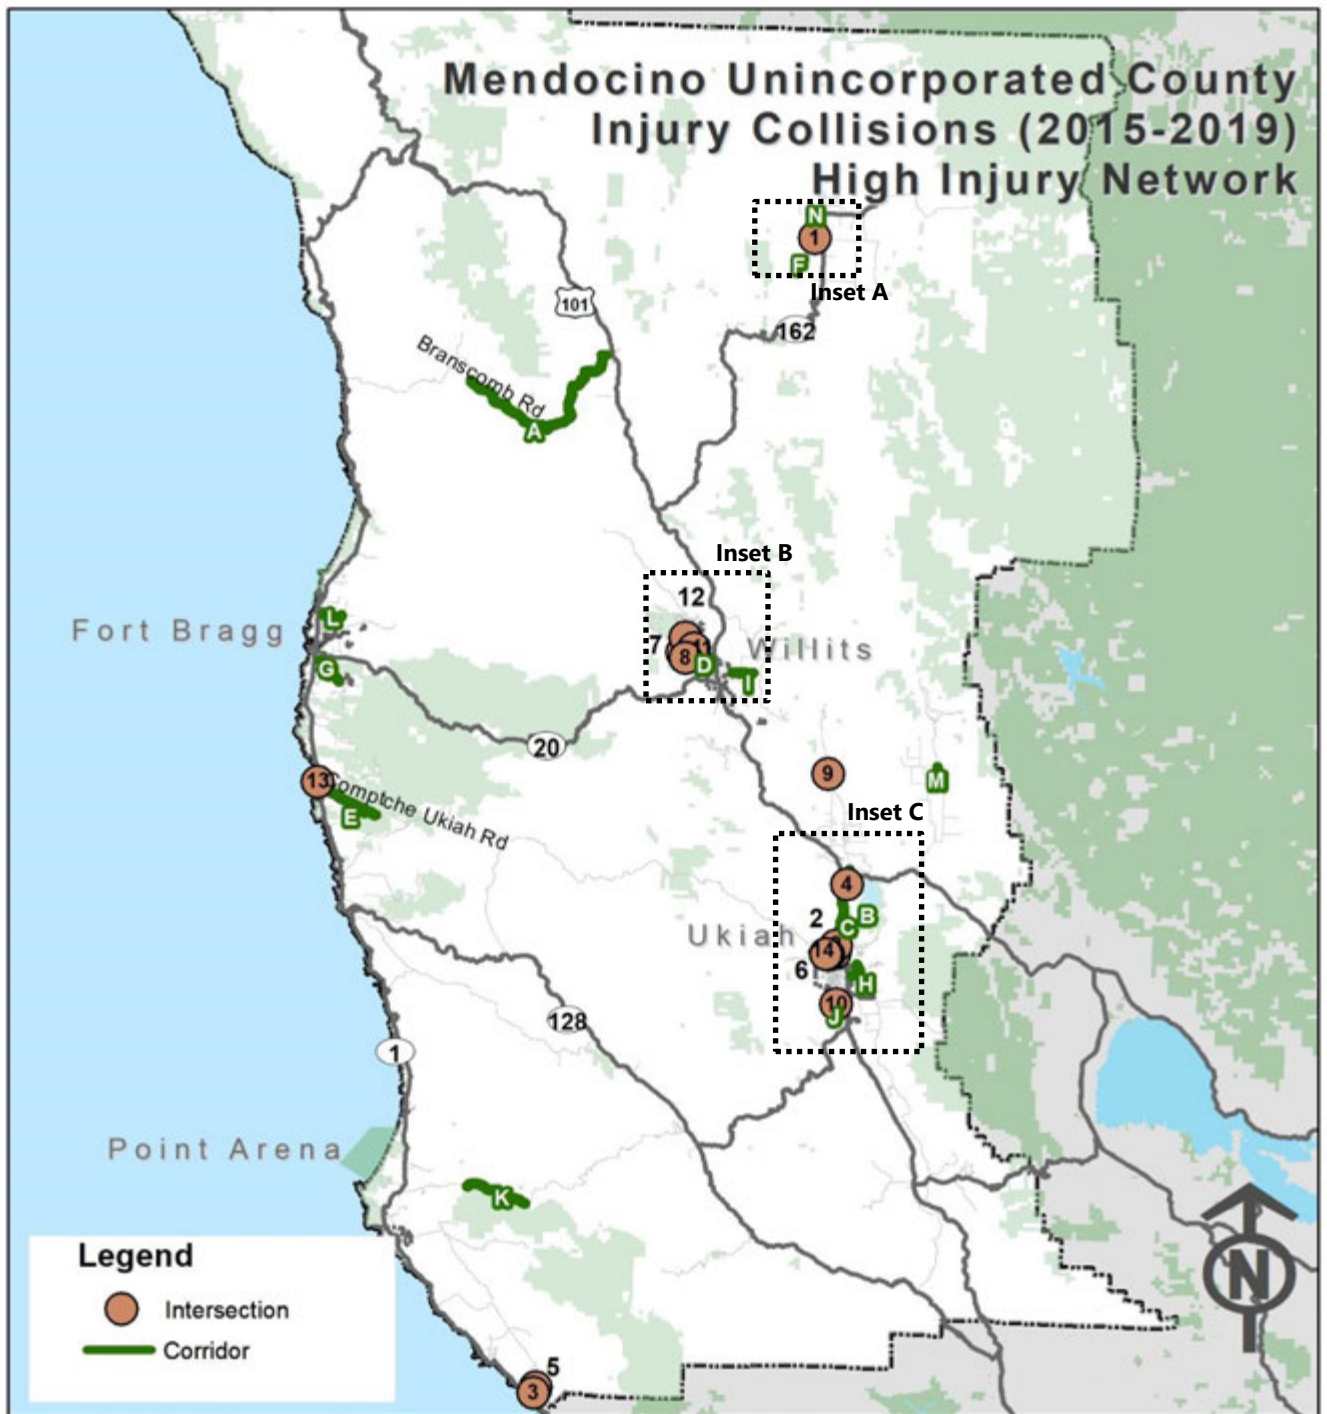 Mendocino Unincorporated County
Injury Collisions (2015-2019)
High Injury Network
N
1
F
Inset A
101
162
Branscomb Rd
A
Inset B
12
L
Fort Bragg
7
11
Willits
8
D
G
I
20
9
13
M
Comptche Ukiah Rd
E
Inset C
4
2
B
C
Ukiah
14
6
H
10
J
128
1
Point Arena
K
N
Legend
Intersection
Corridor
5
3